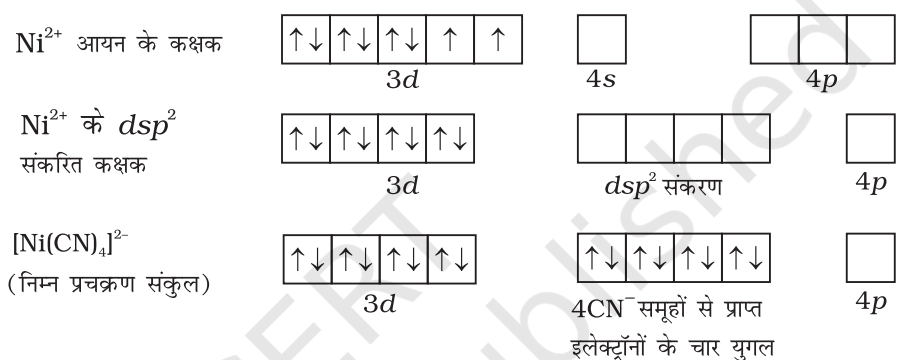 Ni²⁺ आयन के कक्षक ↑↓ ↑↓ ↑↓ ↑ ↑
3d 4s 4p
Ni²⁺ के dsp²
संकरित कक्षक ↑↓ ↑↓ ↑↓ ↑↓
3d dsp² संकरण 4p
[Ni(CN)₄]²⁻
(निम्न प्रचक्रण संकुल) ↑↓ ↑↓ ↑↓ ↑↓ ↑↓ ↑↓ ↑↓ ↑↓
3d 4CN⁻ समूहों से प्राप्त 4p
इलेक्ट्रॉनों के चार युगल